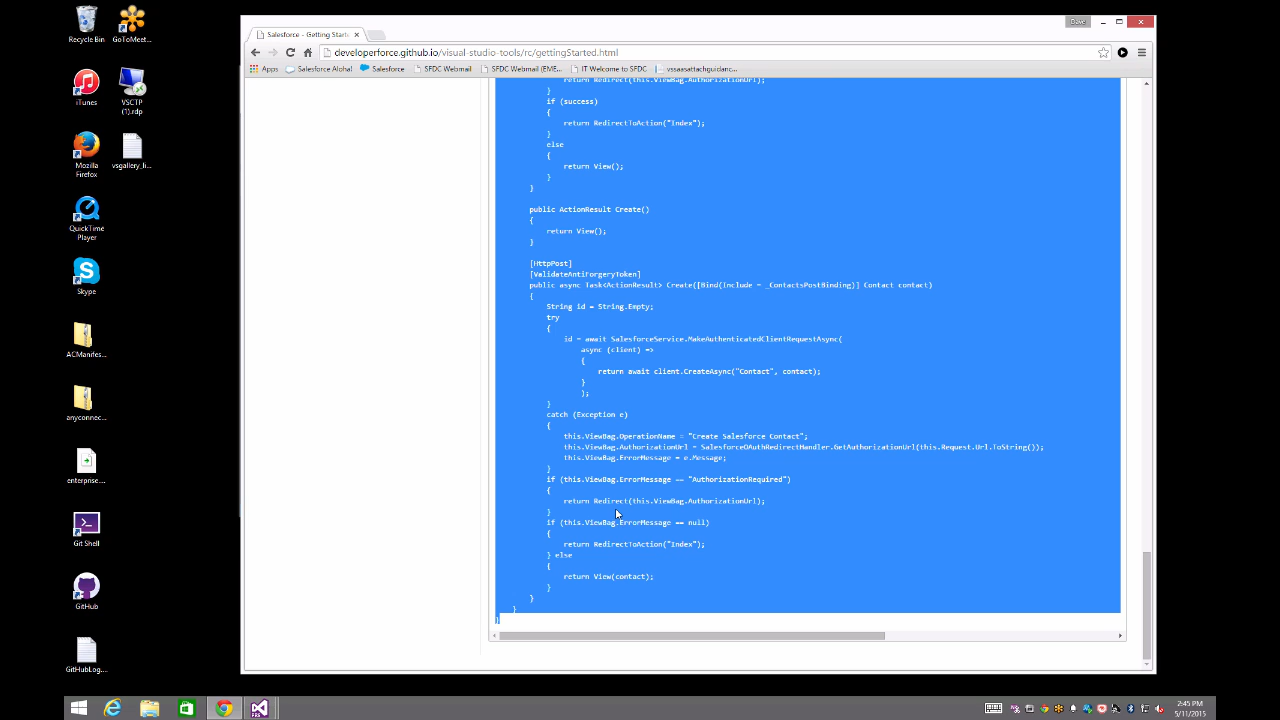 Recycle Bin
GoToMeet...
iTunes
VSCTP
(1).rdp
Mozilla
Firefox
vsgallery_li...
QuickTime
Player
Skype
ACManifes...
anyconnec...
enterprise....
Git Shell
GitHub
GitHubLog....
Dave
Salesforce - Getting Starte
developerforce.github.io/visual-studio-tools/rc/gettingStarted.html
Apps
Salesforce Aloha!
Salesforce
SFDC Webmail
SFDC Webmail (EME...
IT Welcome to SFDC
vssaasattachguidanc...
return Redirect(this.ViewBag.AuthorizationUrl);
}
if (success)
{
return RedirectToAction("Index");
}
else
{
return View();
}
}
public ActionResult Create()
{
return View();
}
[HttpPost]
[ValidateAntiForgeryToken]
public async Task<ActionResult> Create([Bind(Include = _ContactsPostBinding)] Contact contact)
{
String id = String.Empty;
try
{
id = await SalesforceService.MakeAuthenticatedClientRequestAsync(
async (client) =>
{
return await client.CreateAsync("Contact", contact);
}
);
}
catch (Exception e)
{
this.ViewBag.OperationName = "Create Salesforce Contact";
this.ViewBag.AuthorizationUrl = SalesforceOAuthRedirectHandler.GetAuthorizationUrl(this.Request.Url.ToString());
this.ViewBag.ErrorMessage = e.Message;
}
if (this.ViewBag.ErrorMessage == "AuthorizationRequired")
{
return Redirect(this.ViewBag.AuthorizationUrl);
}
if (this.ViewBag.ErrorMessage == null)
{
return RedirectToAction("Index");
} else
{
return View(contact);
}
}
}
}
2:45 PM
5/11/2015